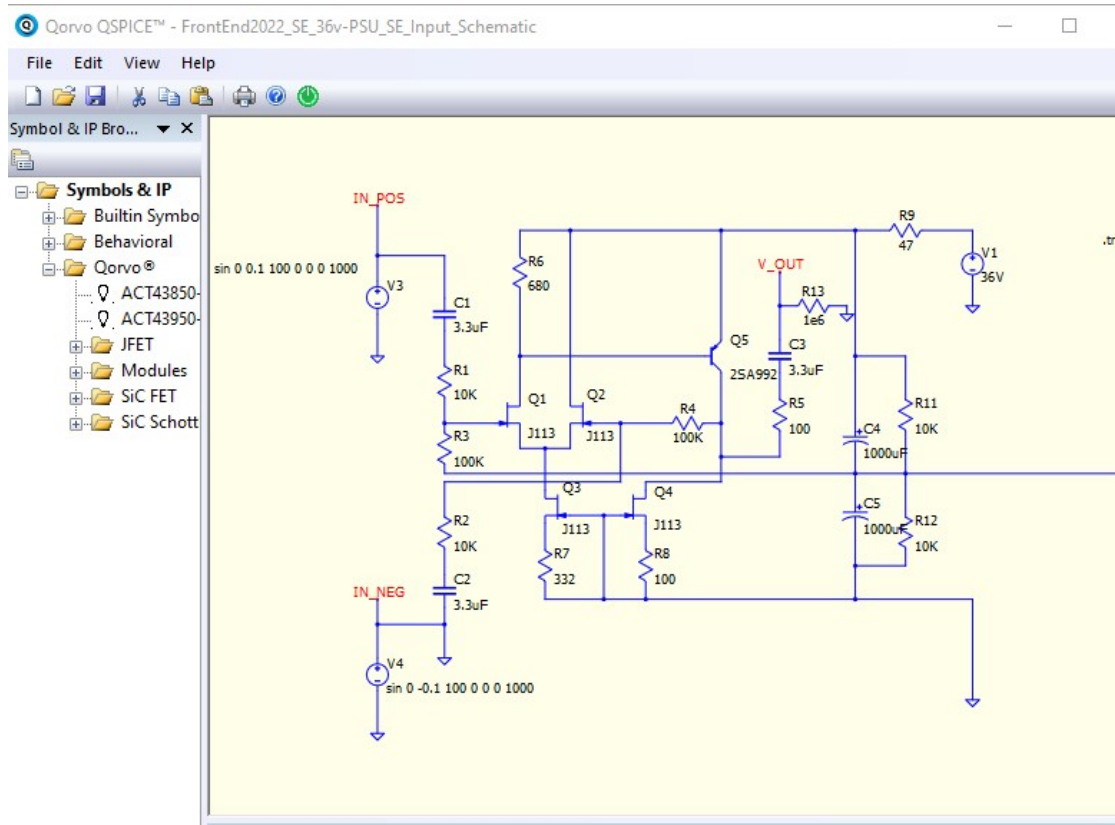 Qorvo QSPICE™ - FrontEnd2022_SE_36v-PSU_SE_Input_Schematic
File Edit View Help
Symbol & IP Bro...
Symbols & IP
Builtin Symbo
Behavioral
Qorvo®
ACT43850-
ACT43950-
JFET
Modules
SiC FET
SiC Schott
IN_POS
sin 0 0.1 100 0 0 0 1000
V3
C1
3.3uF
R1
10K
R3
100K
R6
680
Q1
J113
Q2
J113
R4
100K
Q5
2SA992
V_OUT
R13
1e6
C3
3.3uF
R5
100
R9
47
V1
36V
.tr
C4
1000uF
R11
10K
C5
1000uF
R12
10K
Q3
J113
Q4
J113
R7
332
R8
100
R2
10K
C2
3.3uF
IN_NEG
V4
sin 0 -0.1 100 0 0 0 1000